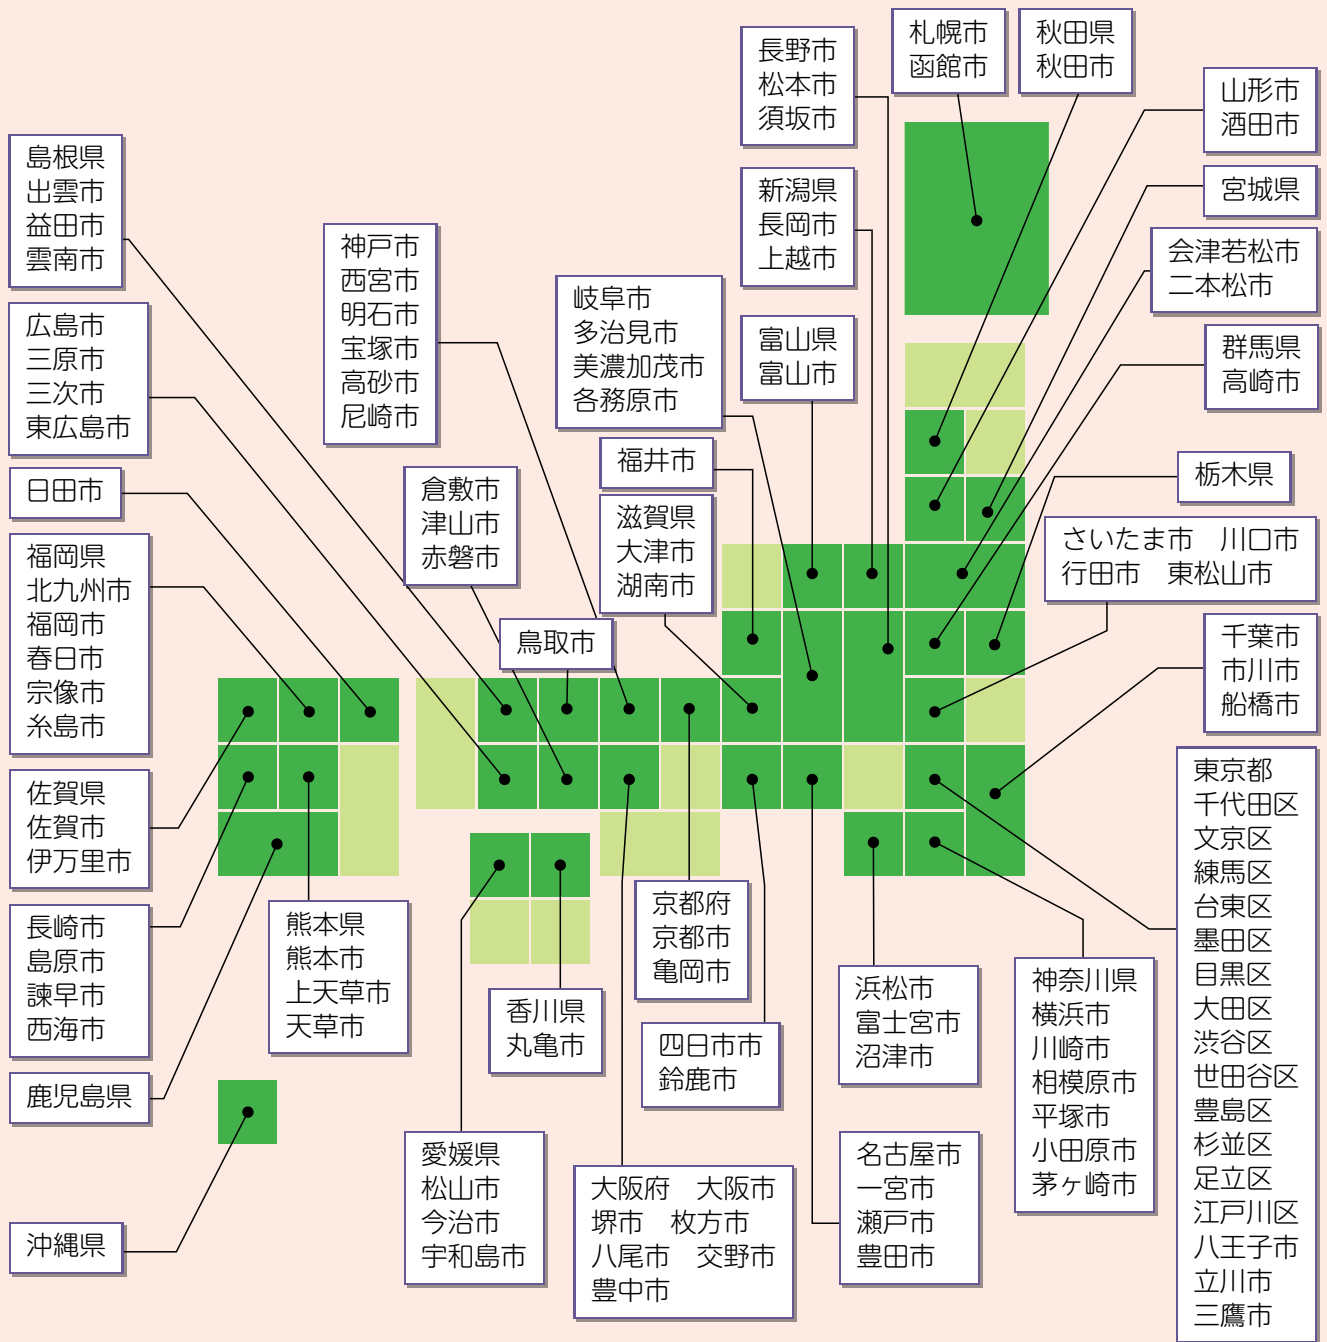 札幌市
函館市
秋田県
秋田市
長野市
松本市
須坂市
山形市
酒田市
島根県
出雲市
益田市
雲南市
宮城県
新潟県
長岡市
上越市
神戸市
西宮市
明石市
宝塚市
高砂市
尼崎市
会津若松市
二本松市
岐阜市
多治見市
美濃加茂市
各務原市
広島市
三原市
三次市
東広島市
富山県
富山市
群馬県
高崎市
福井市
栃木県
日田市
倉敷市
津山市
赤磐市
滋賀県
大津市
湖南市
さいたま市　川口市
行田市　東松山市
福岡県
北九州市
福岡市
春日市
宗像市
糸島市
鳥取市
千葉市
市川市
船橋市
東京都
千代田区
文京区
練馬区
台東区
墨田区
目黒区
大田区
渋谷区
世田谷区
豊島区
杉並区
足立区
江戸川区
八王子市
立川市
三鷹市
佐賀県
佐賀市
伊万里市
京都府
京都市
亀岡市
長崎市
島原市
諫早市
西海市
熊本県
熊本市
上天草市
天草市
香川県
丸亀市
四日市市
鈴鹿市
浜松市
富士宮市
沼津市
神奈川県
横浜市
川崎市
相模原市
平塚市
小田原市
茅ヶ崎市
鹿児島県
愛媛県
松山市
今治市
宇和島市
大阪府　大阪市
堺市　枚方市
八尾市　交野市
豊中市
名古屋市
一宮市
瀬戸市
豊田市
沖縄県